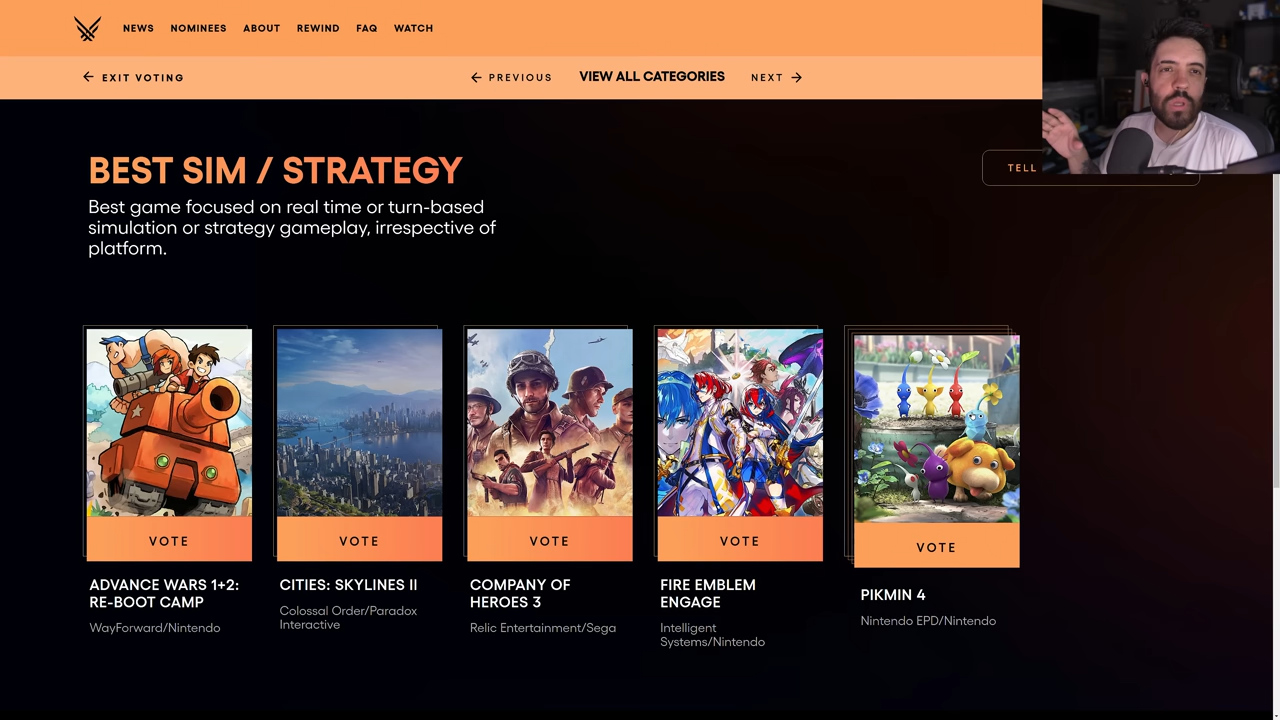 NEWS NOMINEES ABOUT REWIND FAQ WATCH
EXIT VOTING
PREVIOUS VIEW ALL CATEGORIES NEXT
BEST SIM / STRATEGY
TELL
Best game focused on real time or turn-based
simulation or strategy gameplay, irrespective of
platform.
VOTE
VOTE
VOTE
VOTE
VOTE
ADVANCE WARS 1+2:
RE-BOOT CAMP
WayForward/Nintendo
CITIES: SKYLINES II
Colossal Order/Paradox
Interactive
COMPANY OF
HEROES 3
Relic Entertainment/Sega
FIRE EMBLEM
ENGAGE
Intelligent
Systems/Nintendo
PIKMIN 4
Nintendo EPD/Nintendo